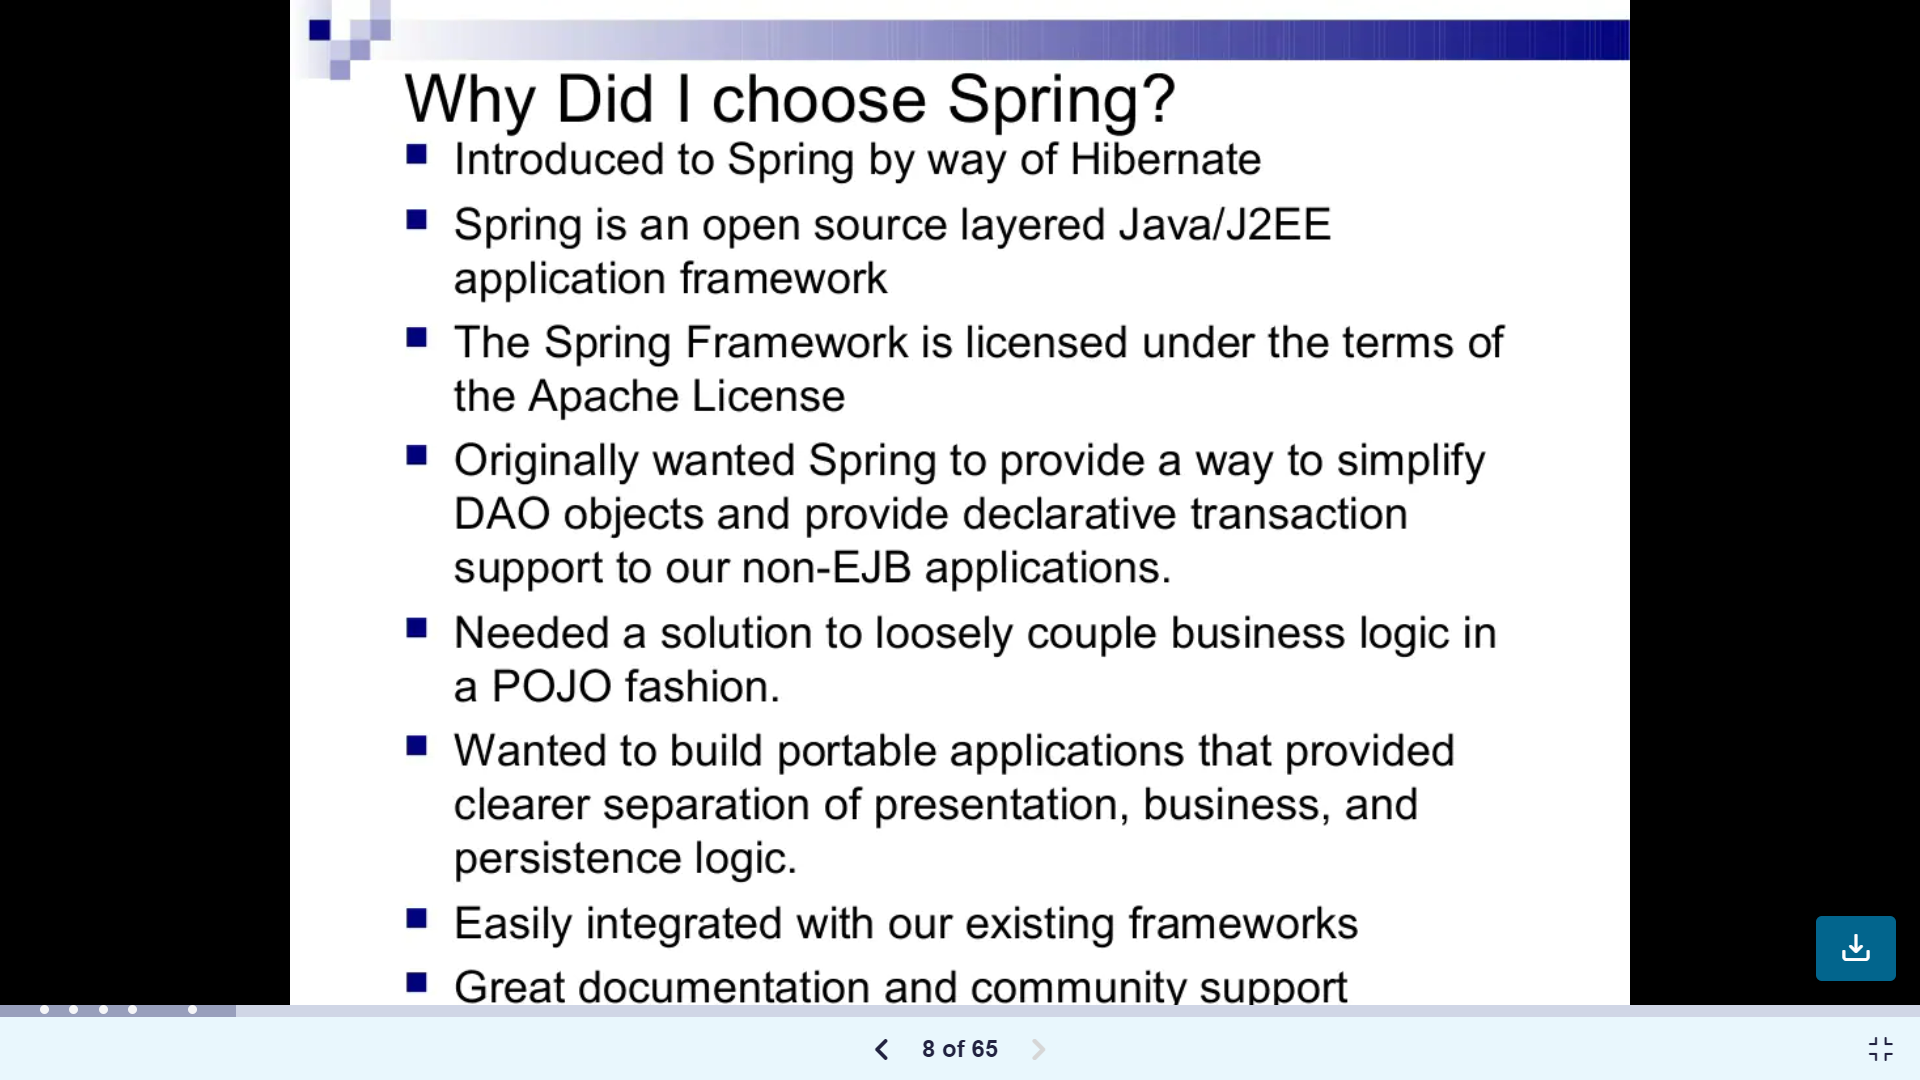 Why Did I choose Spring?
Introduced to Spring by way of Hibernate
Spring is an open source layered Java/J2EE
application framework
The Spring Framework is licensed under the terms of
the Apache License
Originally wanted Spring to provide a way to simplify
DAO objects and provide declarative transaction
support to our non-EJB applications.
Needed a solution to loosely couple business logic in
a POJO fashion.
Wanted to build portable applications that provided
clearer separation of presentation, business, and
persistence logic.
Easily integrated with our existing frameworks
Great documentation and community support
8 of 65